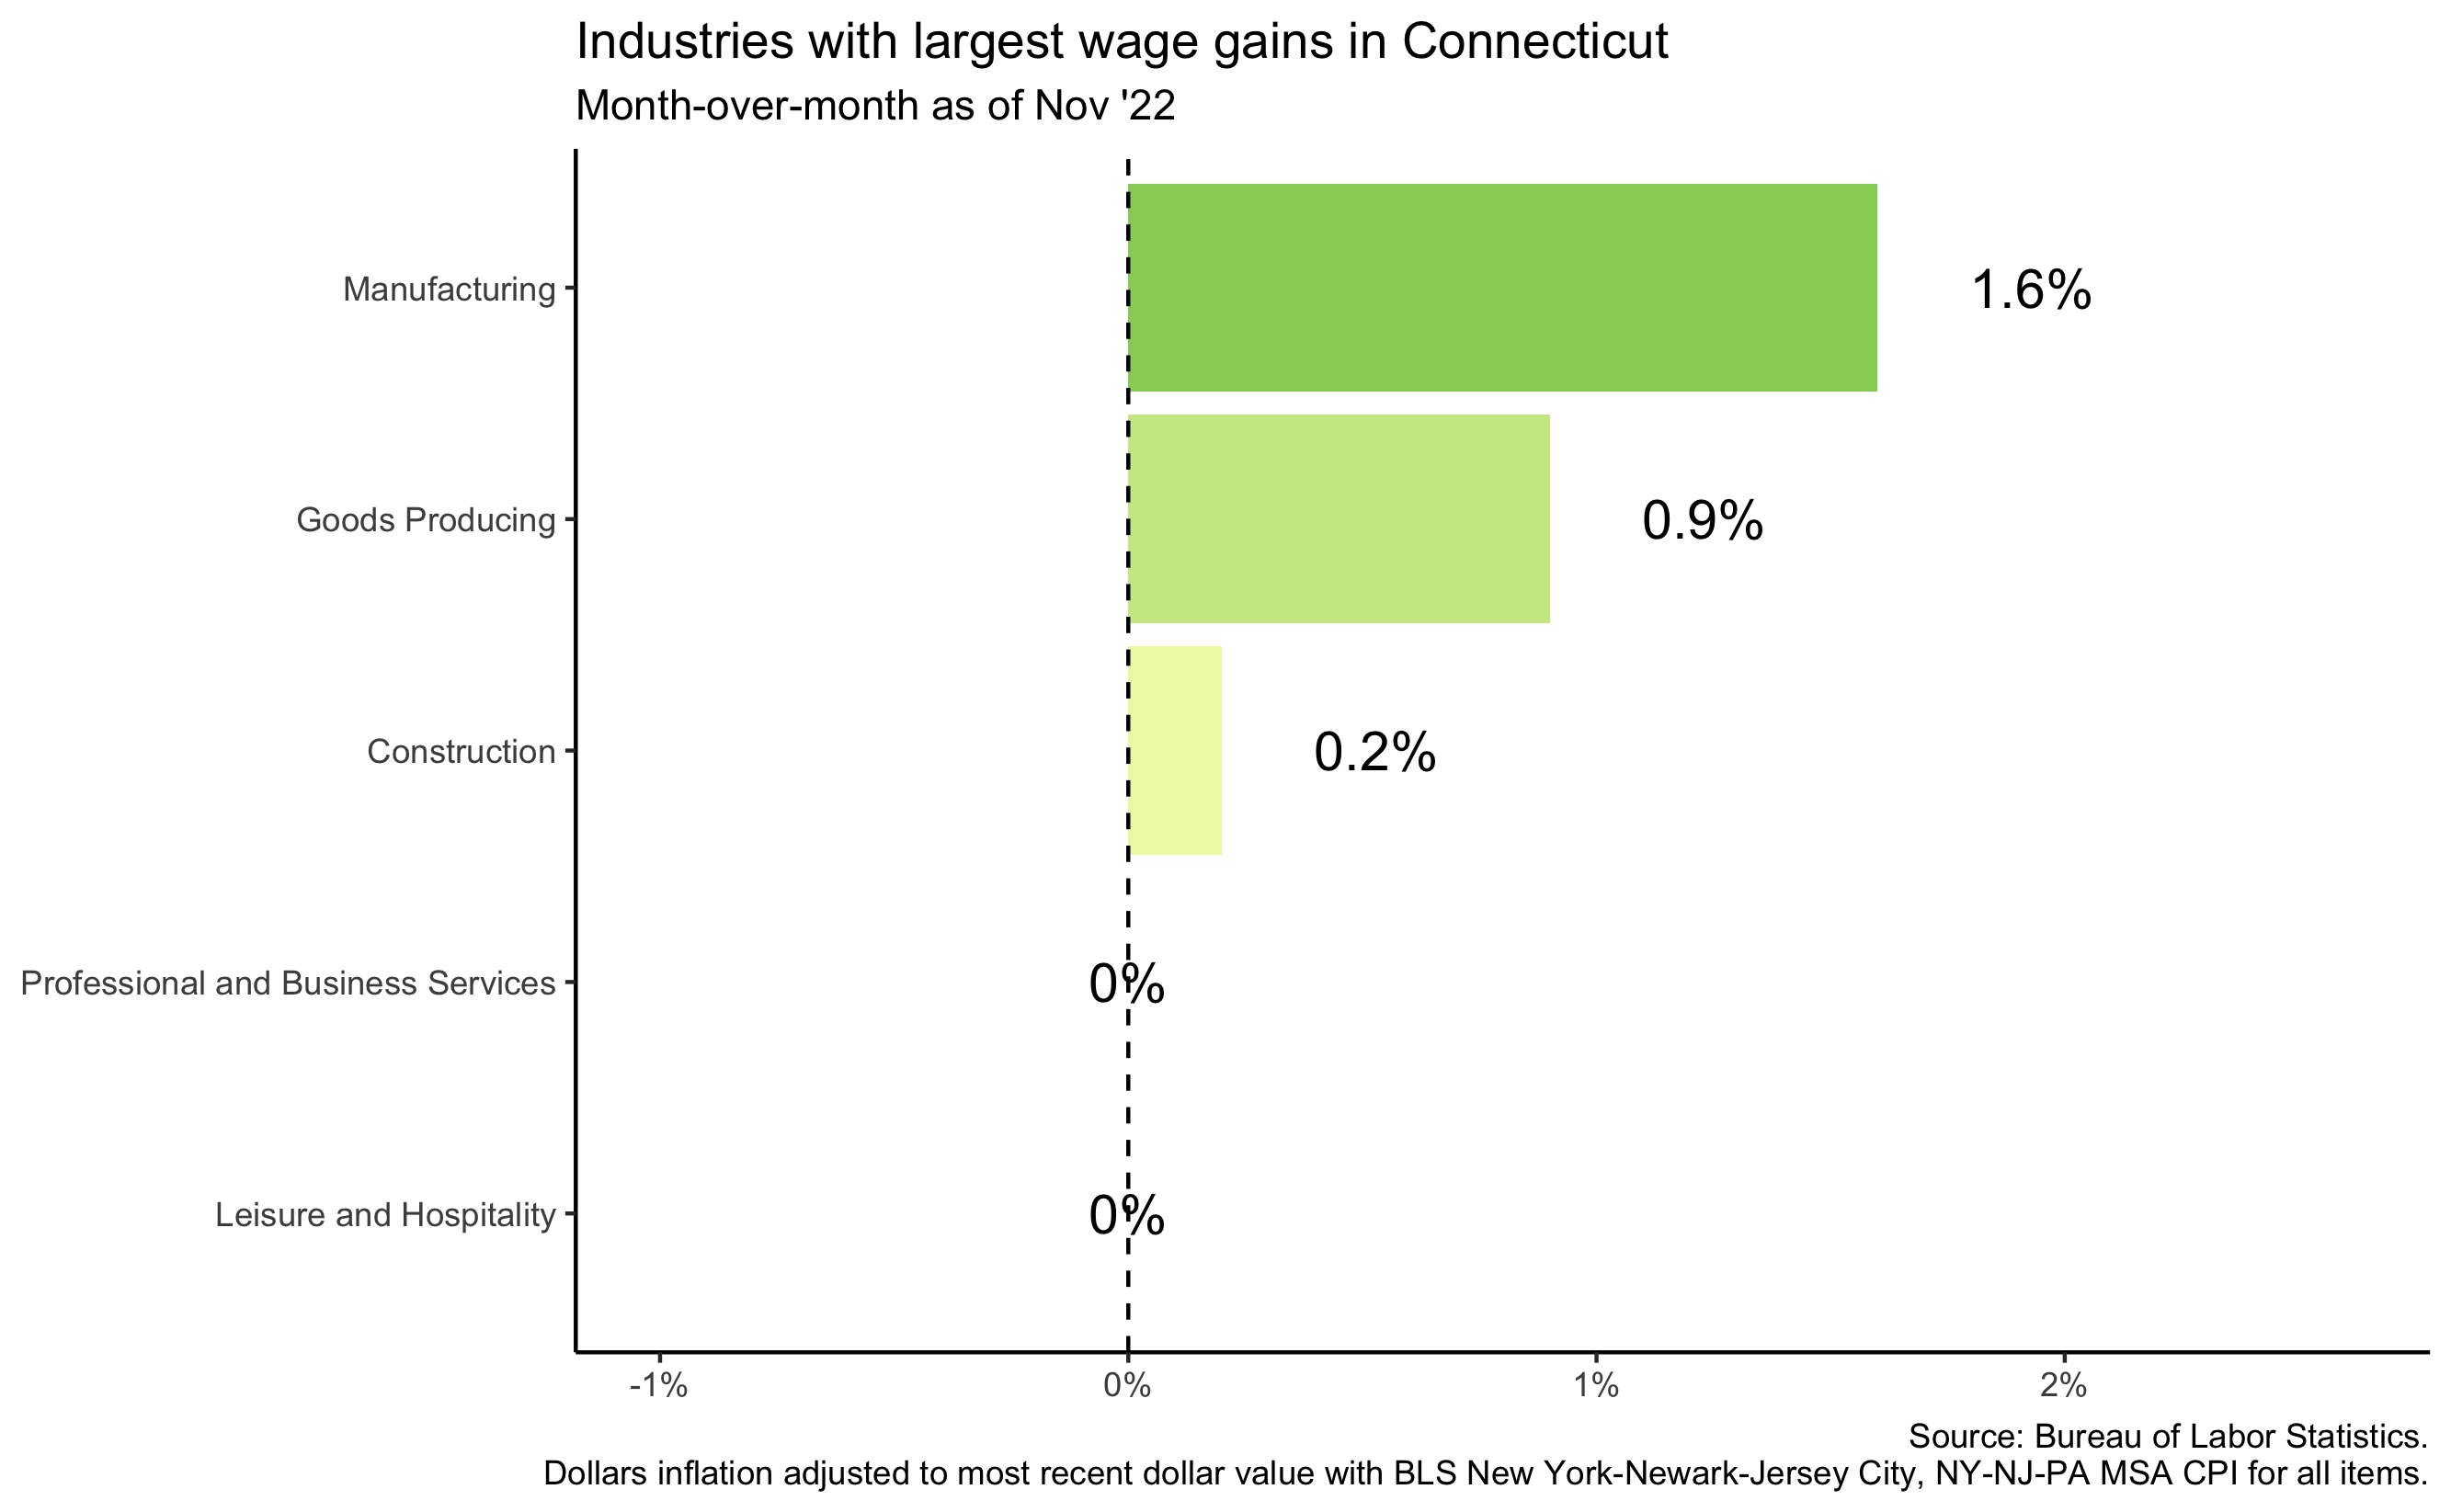 Industries with largest wage gains in Connecticut
Month-over-month as of Nov '22
Manufacturing
1.6%
Goods Producing
0.9%
Construction
0.2%
Professional and Business Services
0%
Leisure and Hospitality
0%
-1%
0%
1%
2%
Source: Bureau of Labor Statistics.
Dollars inflation adjusted to most recent dollar value with BLS New York-Newark-Jersey City, NY-NJ-PA MSA CPI for all items.